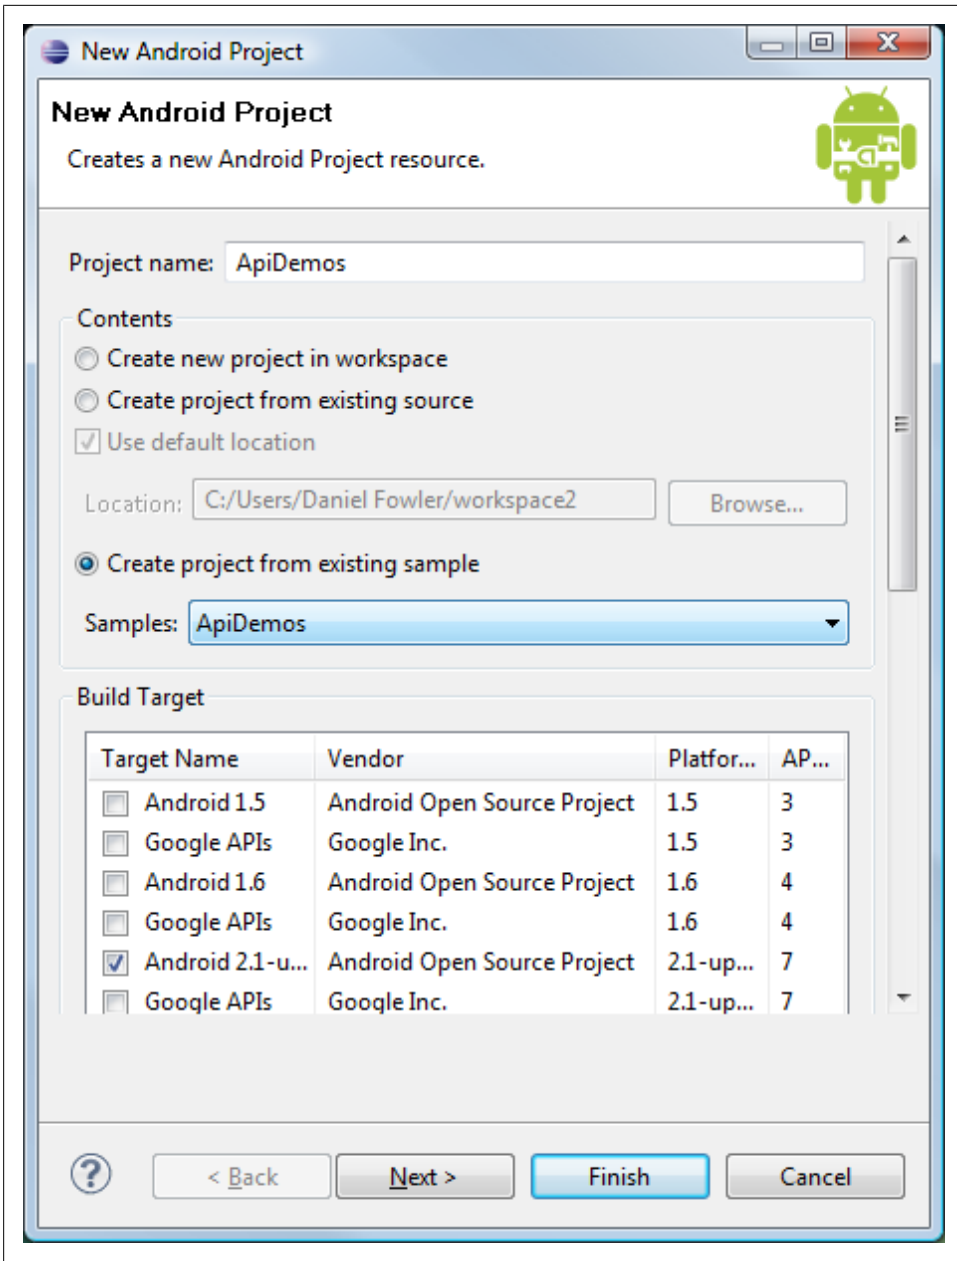 New Android Project
New Android Project
Creates a new Android Project resource.
Project name: ApiDemos
Contents
Create new project in workspace
Create project from existing source
Use default location
Location: C:/Users/Daniel Fowler/workspace2 Browse...
Create project from existing sample
Samples: ApiDemos
Build Target
Target Name Vendor Platfor... AP...
Android 1.5 Android Open Source Project 1.5 3
Google APIs Google Inc. 1.5 3
Android 1.6 Android Open Source Project 1.6 4
Google APIs Google Inc. 1.6 4
Android 2.1-u... Android Open Source Project 2.1-up... 7
Google APIs Google Inc. 2.1-up... 7
? < Back Next > Finish Cancel